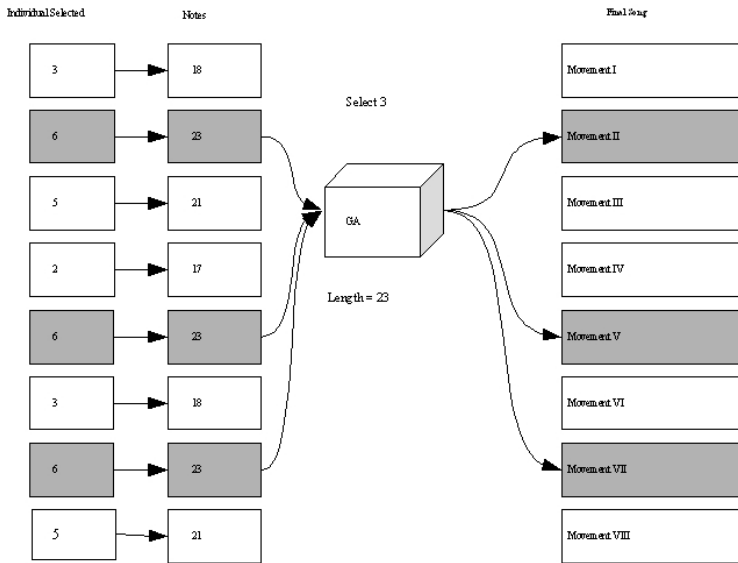 Individual Selected
Notes
Final Song
3
18
Movement I
Select 3
6
23
Movement II
5
21
Movement III
GA
2
17
Movement IV
Length = 23
6
23
Movement V
3
18
Movement VI
6
23
Movement VII
5
21
Movement VIII